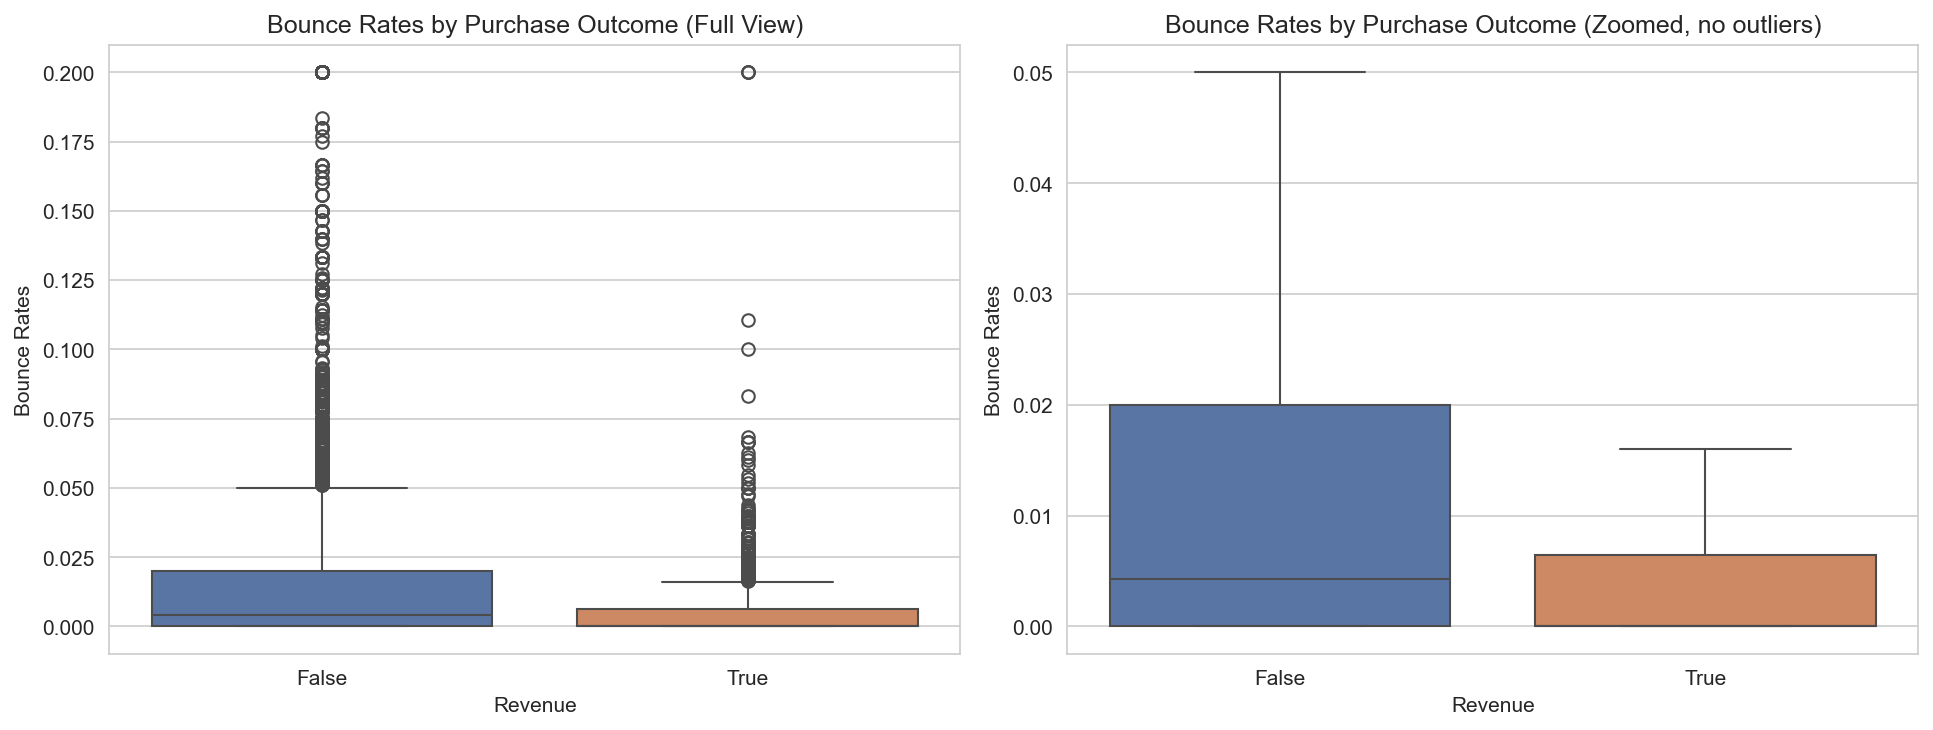 Bounce Rates by Purchase Outcome (Full View)
0.200
0.175
0.150
0.125
0.100
0.075
0.050
0.025
0.000
Bounce Rates
False
True
Revenue
Bounce Rates by Purchase Outcome (Zoomed, no outliers)
0.05
0.04
0.03
0.02
0.01
0.00
Bounce Rates
False
True
Revenue